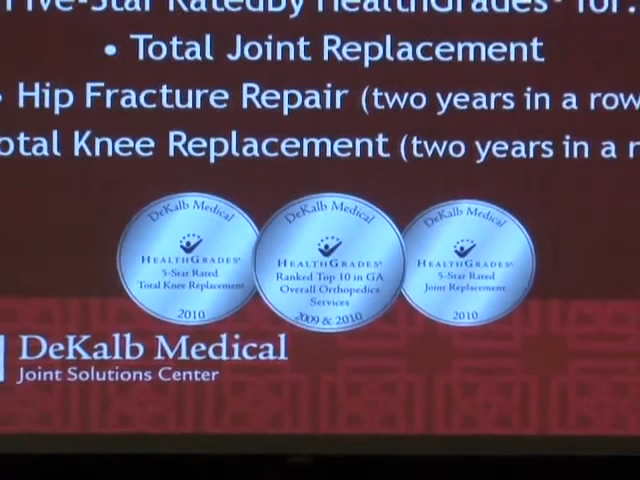 Five-Star Rated by HealthGrades® for:
• Total Joint Replacement
• Hip Fracture Repair (two years in a row
otal Knee Replacement (two years in a r
DeKalb Medical
HEALTHGRADES®
5-Star Rated
Total Knee Replacement
2010
DeKalb Medical
HEALTHGRADES®
Ranked Top 10 in GA
Overall Orthopedics
Services
2009 & 2010
DeKalb Medical
HEALTHGRADES®
5-Star Rated
Joint Replacement
2010
DeKalb Medical
Joint Solutions Center